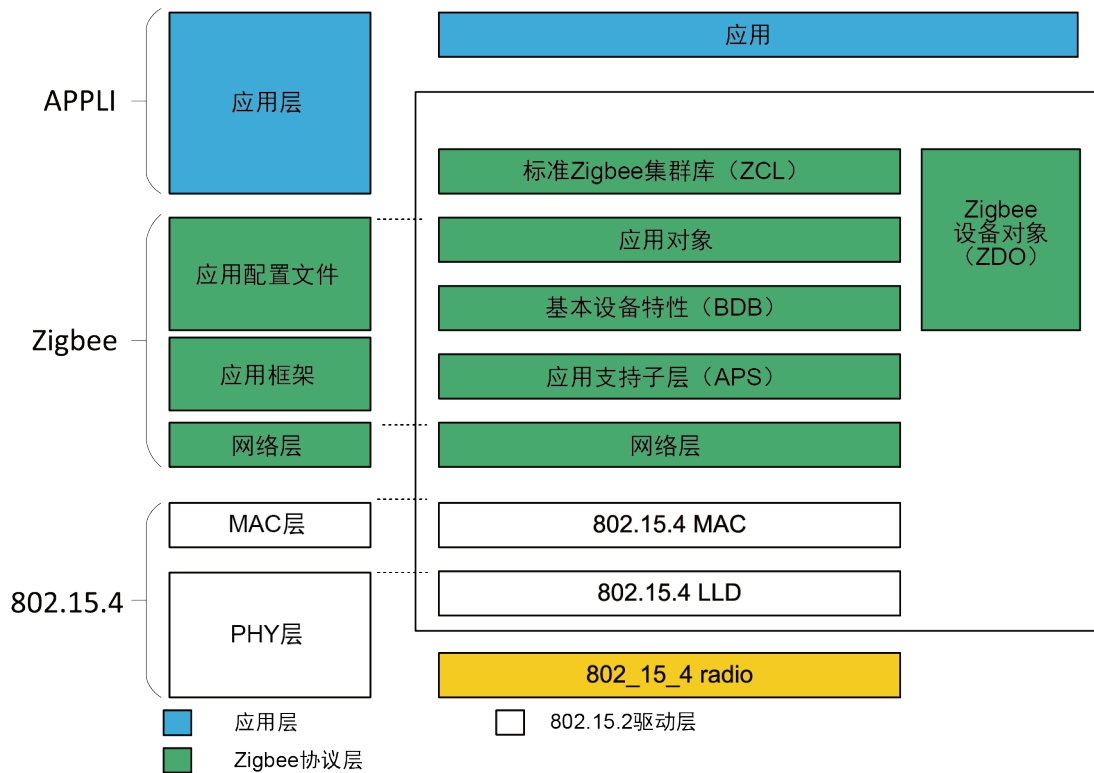 APPLI
应用层
应用
标准Zigbee集群库（ZCL）
Zigbee
设备对象
（ZDO）
Zigbee
应用配置文件
应用对象
基本设备特性（BDB）
应用框架
应用支持子层（APS）
网络层
网络层
802.15.4
MAC层
802.15.4 MAC
PHY层
802.15.4 LLD
802_15_4 radio
应用层
802.15.2驱动层
Zigbee协议层